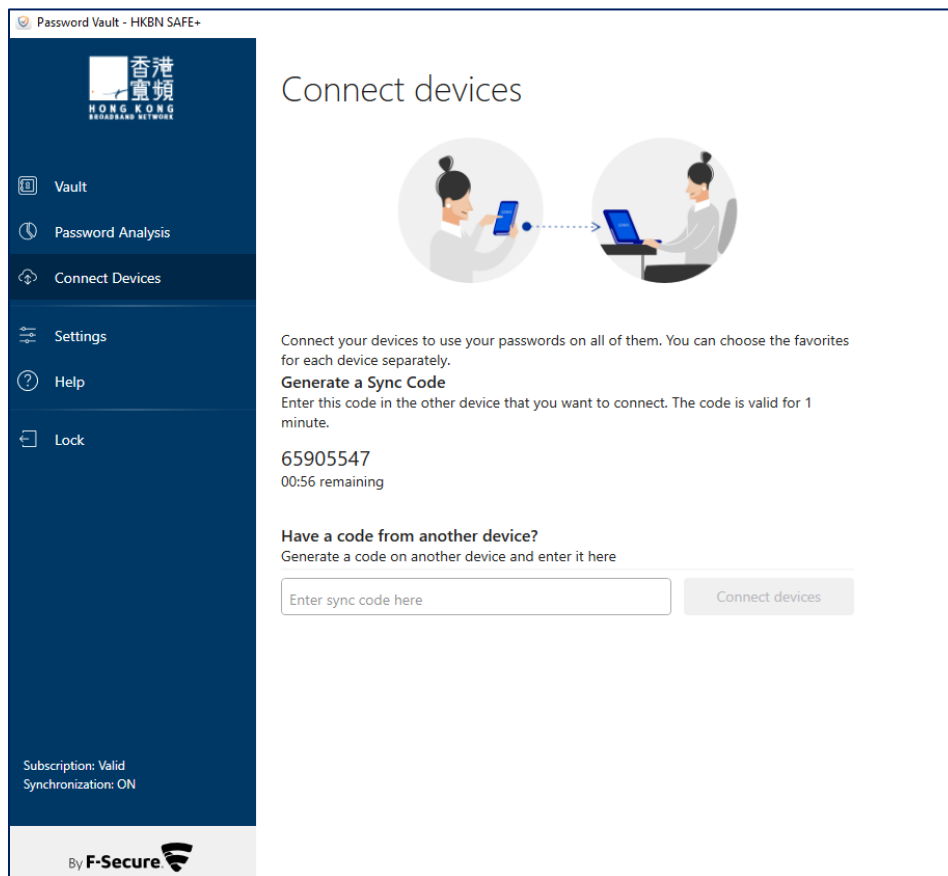 Password Vault - HKBN SAFE+
香港
寬頻
HONG KONG
BROADBAND NETWORK
Vault
Password Analysis
Connect Devices
Settings
Help
Lock
Subscription: Valid
Synchronization: ON
By F-Secure.
Connect devices
Connect your devices to use your passwords on all of them. You can choose the favorites
for each device separately.
Generate a Sync Code
Enter this code in the other device that you want to connect. The code is valid for 1
minute.
65905547
00:56 remaining
Have a code from another device?
Generate a code on another device and enter it here
Enter sync code here
Connect devices